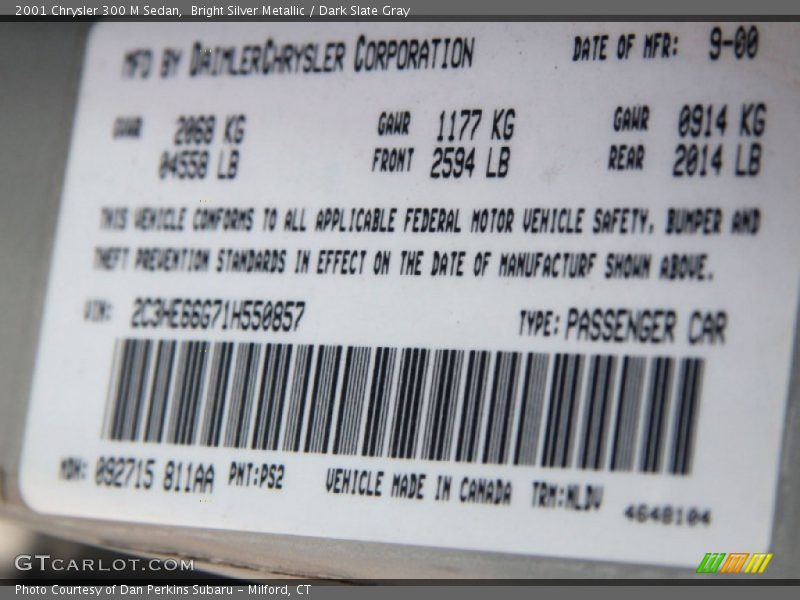 2001 Chrysler 300 M Sedan,  Bright Silver Metallic / Dark Slate Gray
MFD BY DAIMLERCHRYSLER CORPORATION DATE OF MFR: 9-00
GVWR 2068 KG GAWR 1177 KG GAWR 0914 KG
04558 LB FRONT 2594 LB REAR 2014 LB
THIS VEHICLE CONFORMS TO ALL APPLICABLE FEDERAL MOTOR VEHICLE SAFETY, BUMPER AND
THEFT PREVENTION STANDARDS IN EFFECT ON THE DATE OF MANUFACTURE SHOWN ABOVE.
VIN: 2C3HE66G71H550857 TYPE: PASSENGER CAR
MDH: 092715 811AA PNT:PS2 VEHICLE MADE IN CANADA TRM:NLDV 4648104
GTCARLOT.COM
Photo Courtesy of Dan Perkins Subaru - Milford, CT